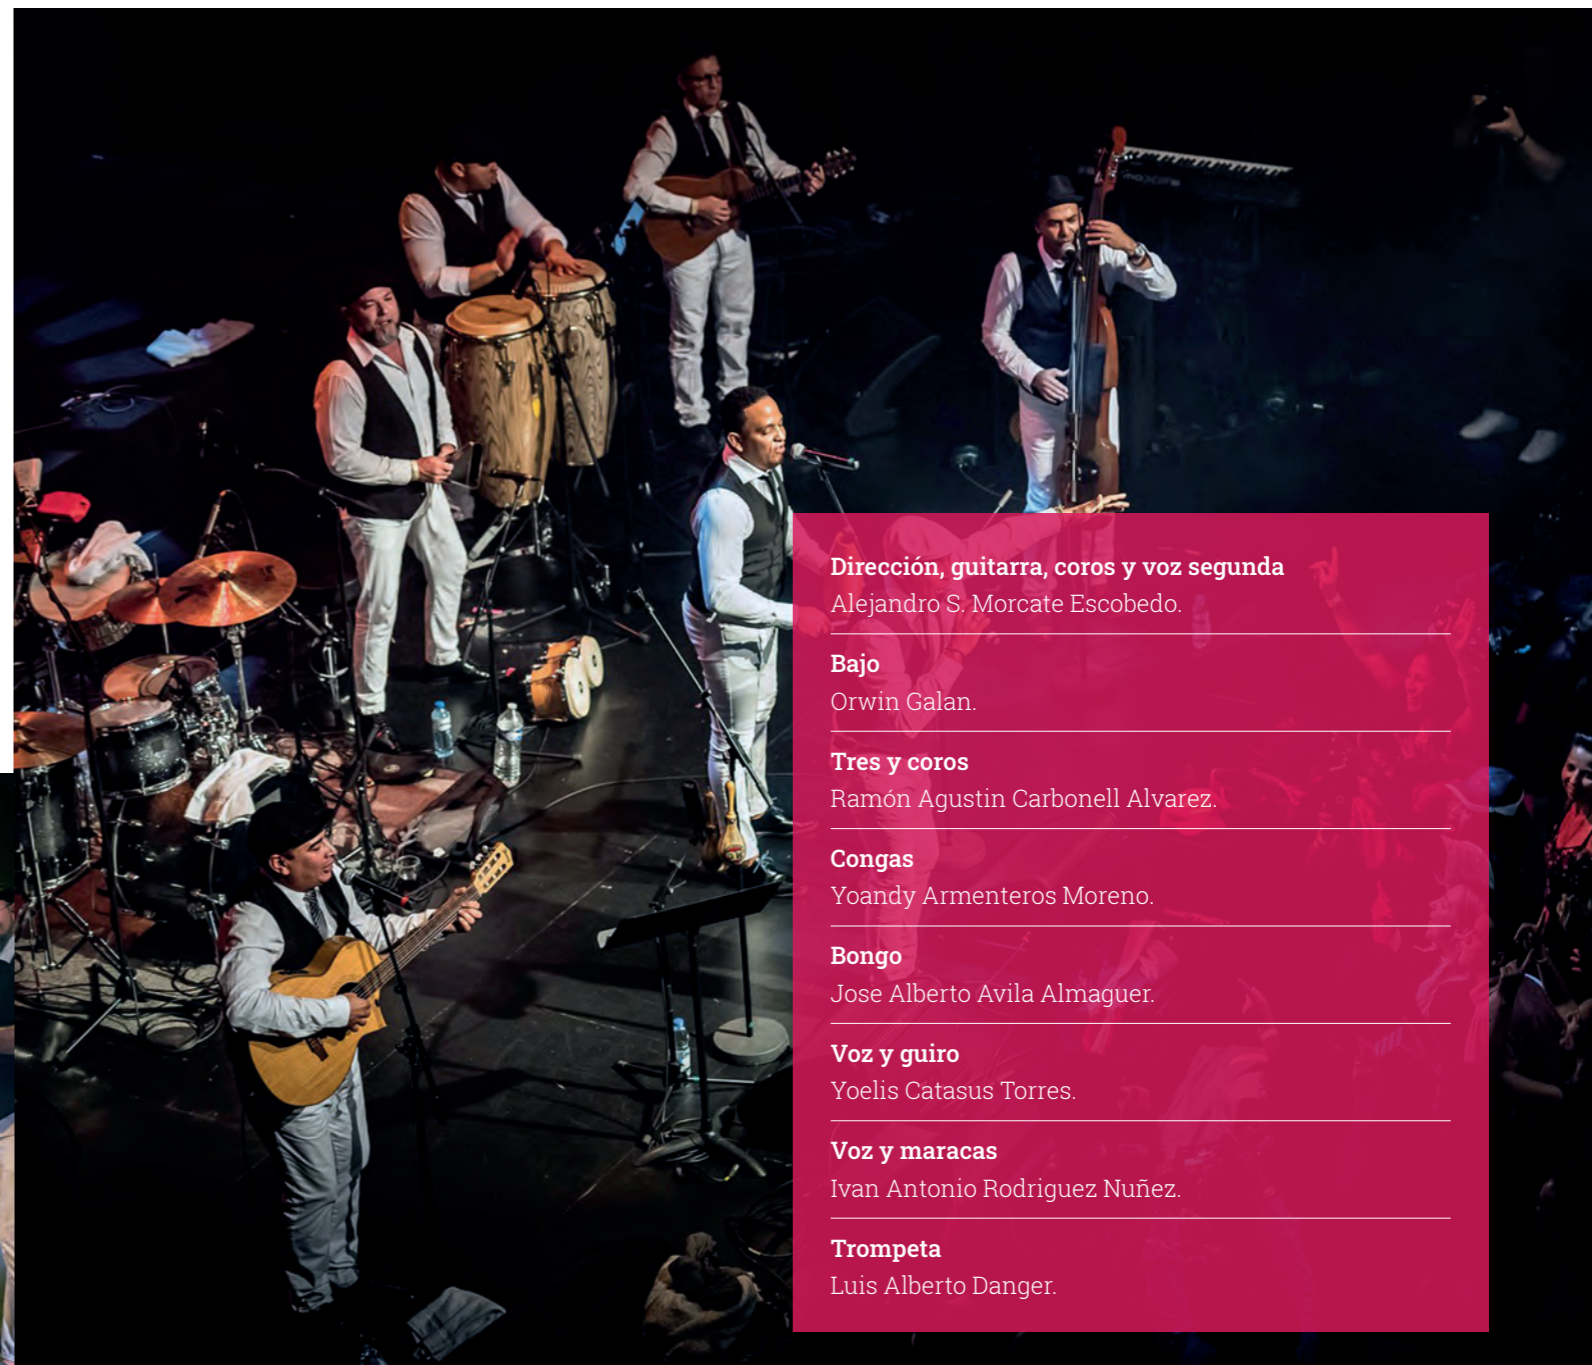 Dirección, guitarra, coros y voz segunda
Alejandro S. Morcate Escobedo.
Bajo
Orwin Galan.
Tres y coros
Ramón Agustin Carbonell Alvarez.
Congas
Yoandy Armenteros Moreno.
Bongo
Jose Alberto Avila Almaguer.
Voz y guiro
Yoelis Catasus Torres.
Voz y maracas
Ivan Antonio Rodriguez Nuñez.
Trompeta
Luis Alberto Danger.